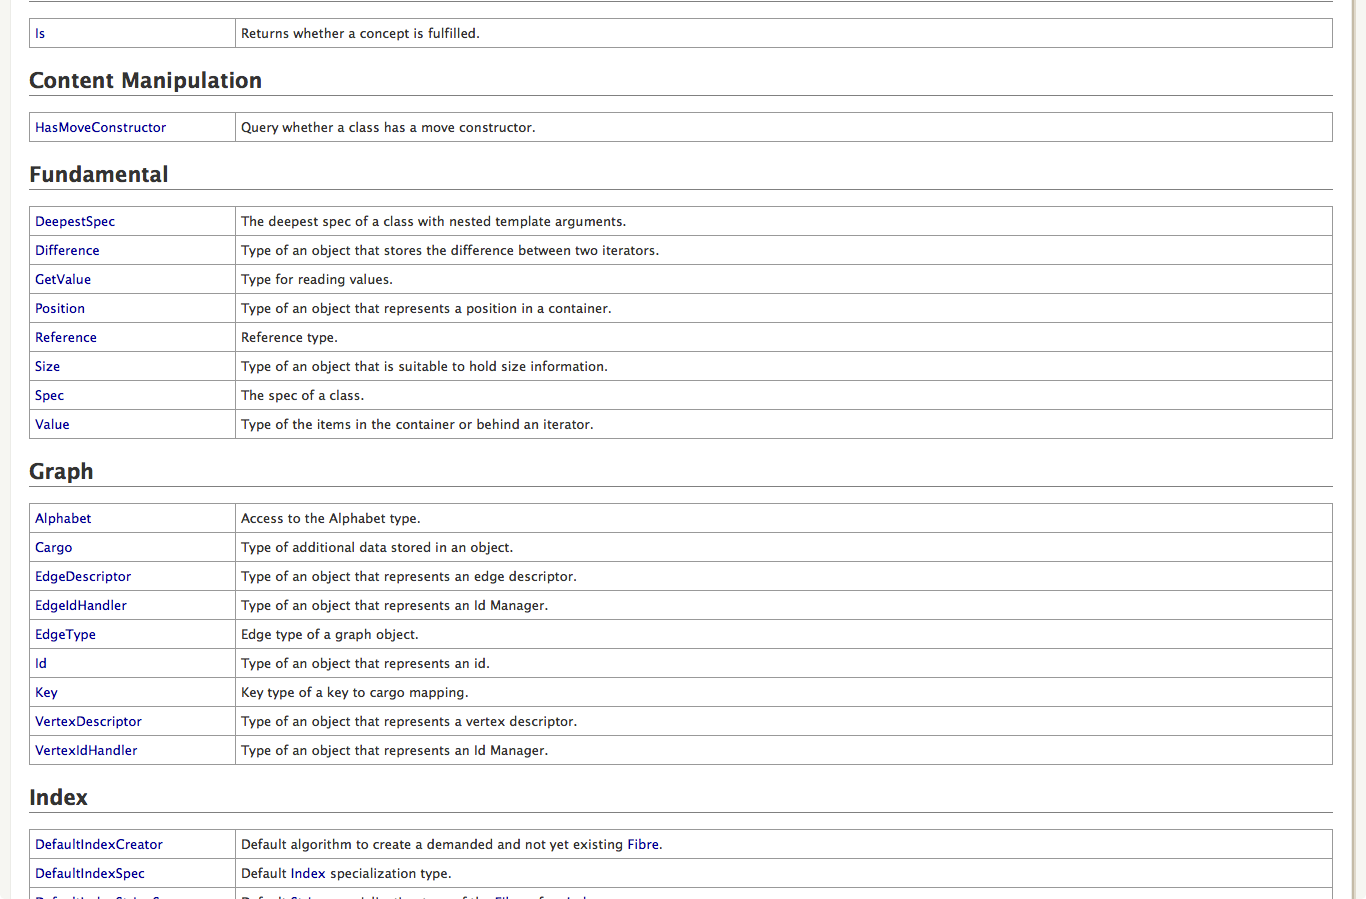 Is Returns whether a concept is fulfilled.
Content Manipulation
HasMoveConstructor Query whether a class has a move constructor.
Fundamental
DeepestSpec The deepest spec of a class with nested template arguments.
Difference Type of an object that stores the difference between two iterators.
GetValue Type for reading values.
Position Type of an object that represents a position in a container.
Reference Reference type.
Size Type of an object that is suitable to hold size information.
Spec The spec of a class.
Value Type of the items in the container or behind an iterator.
Graph
Alphabet Access to the Alphabet type.
Cargo Type of additional data stored in an object.
EdgeDescriptor Type of an object that represents an edge descriptor.
EdgeIdHandler Type of an object that represents an Id Manager.
EdgeType Edge type of a graph object.
Id Type of an object that represents an id.
Key Key type of a key to cargo mapping.
VertexDescriptor Type of an object that represents a vertex descriptor.
VertexIdHandler Type of an object that represents an Id Manager.
Index
DefaultIndexCreator Default algorithm to create a demanded and not yet existing Fibre.
DefaultIndexSpec Default Index specialization type.